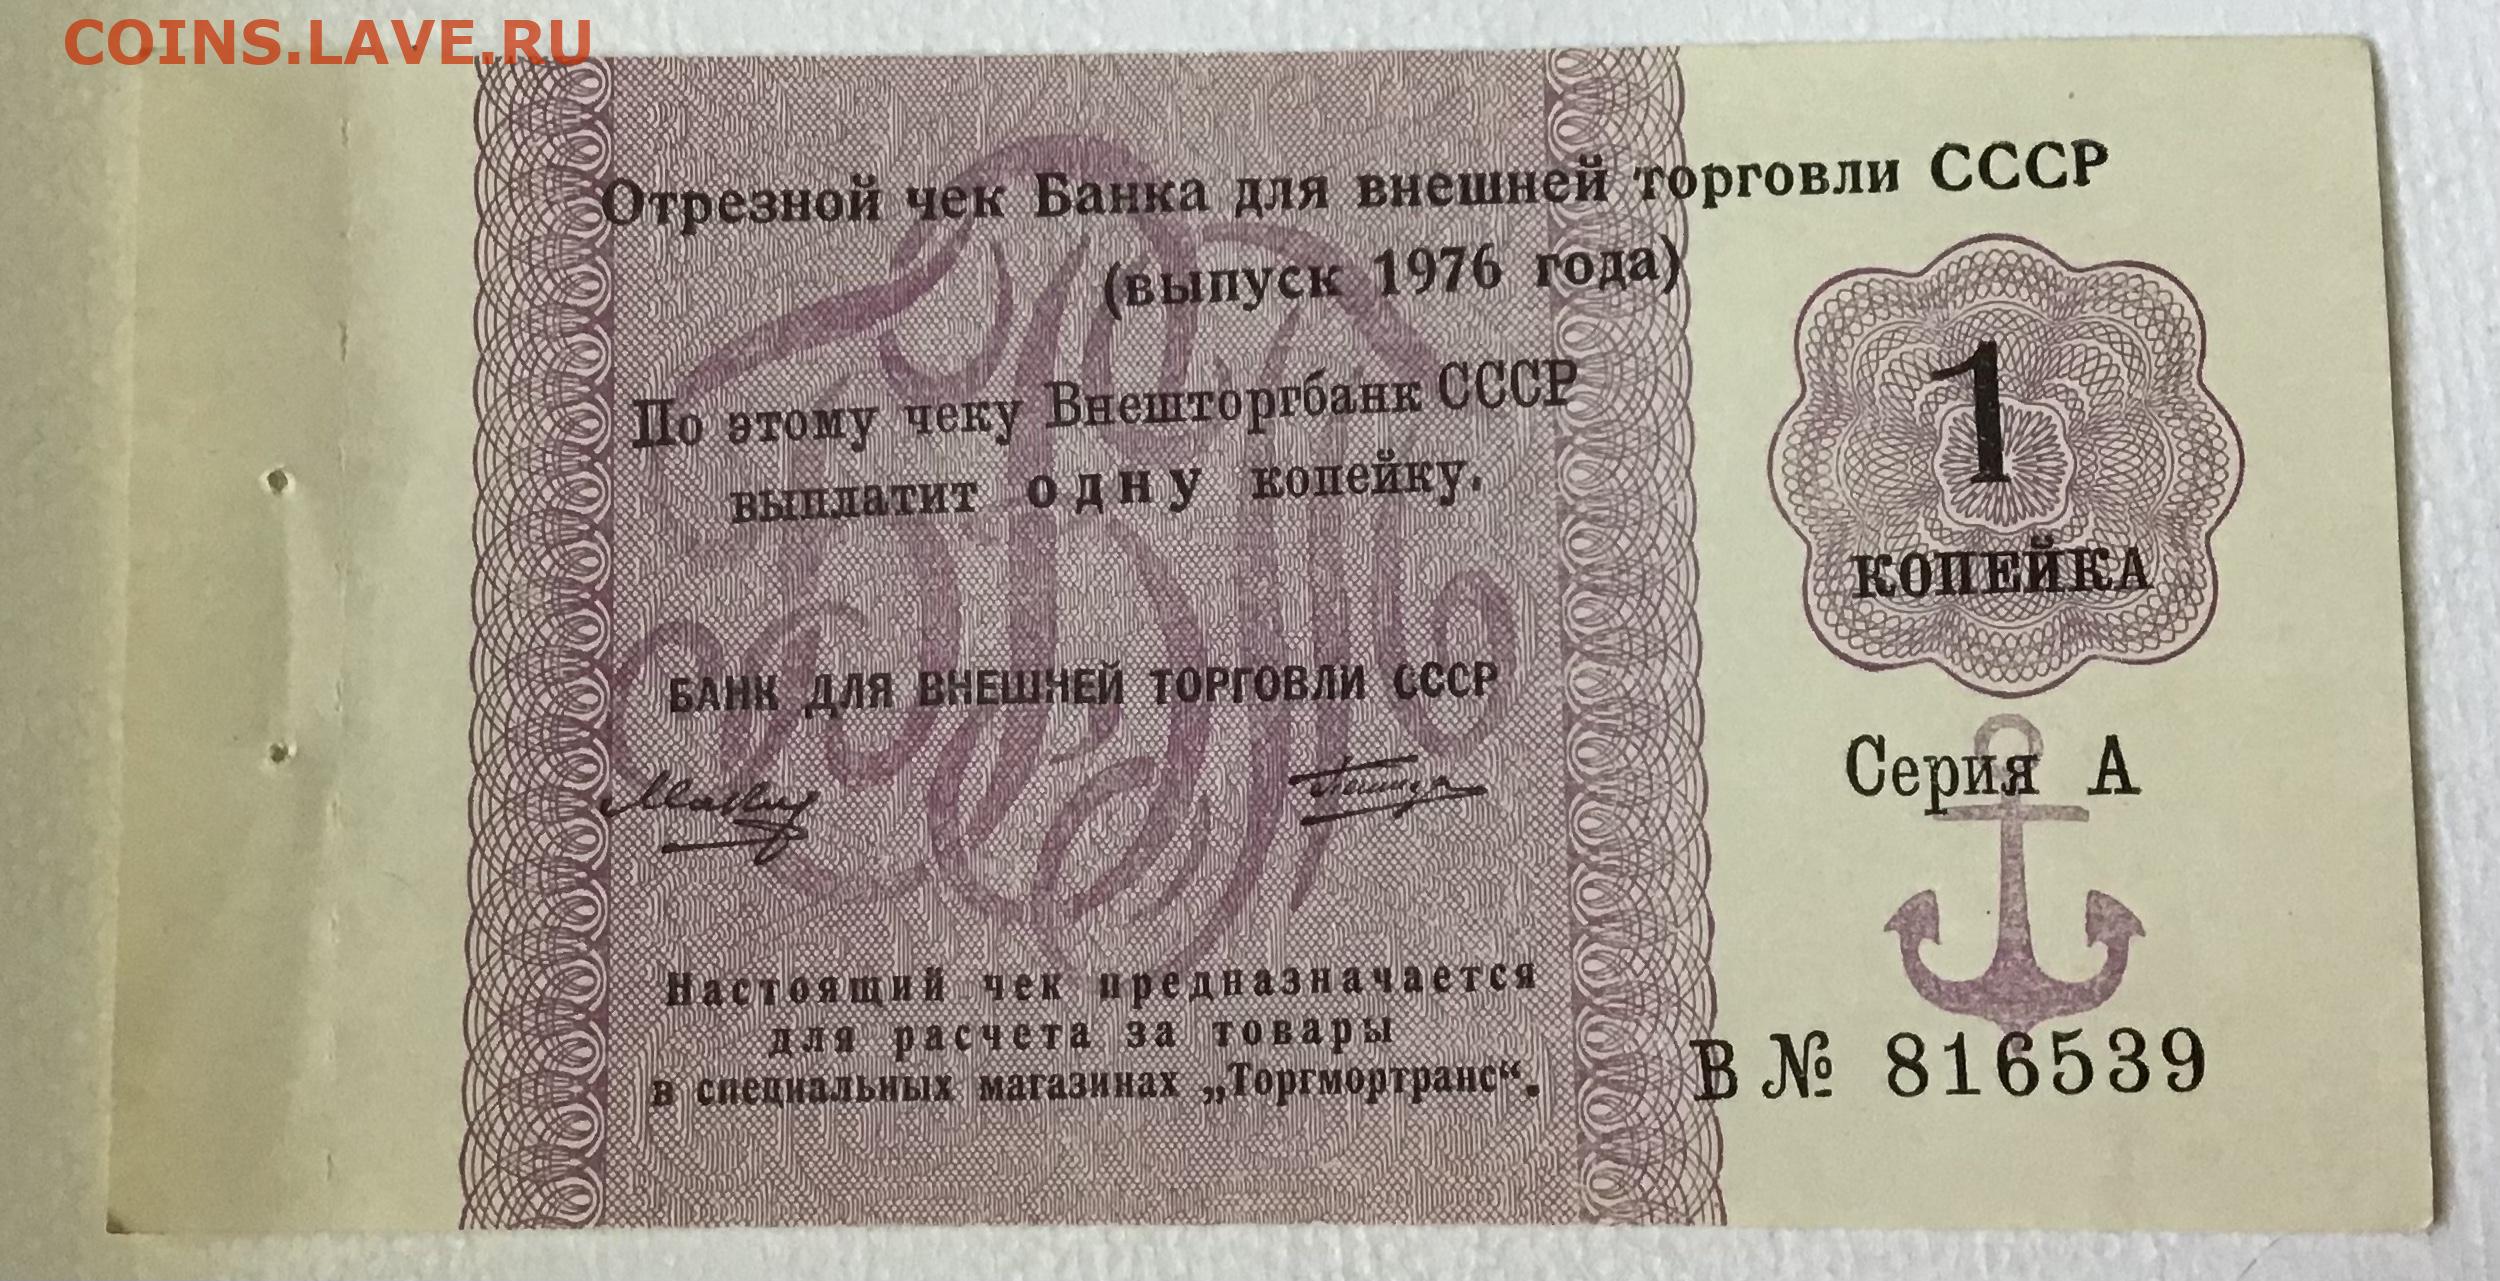 COINS.LAVE.RU
Отрезной чек Банка для внешней торговли СССР
(выпуск 1976 года)
По этому чеку Внешторгбанк СССР
выплатит одну копейку.
1
КОПЕЙКА
БАНК ДЛЯ ВНЕШНЕЙ ТОРГОВЛИ СССР
Серия А
Настоящий чек предназначается
для расчета за товары
в специальных магазинах „Торгмортранс“.
В № 816539